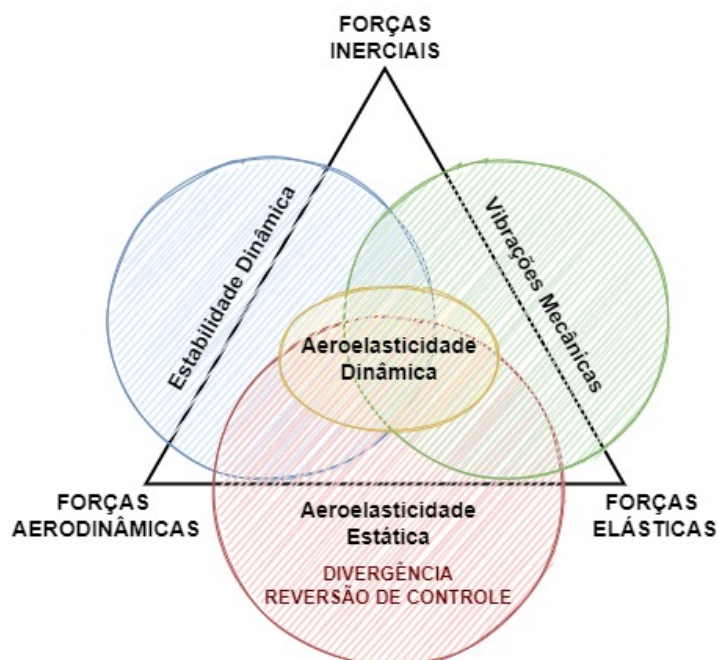 FORÇAS
INERCIAIS
Estabilidade Dinâmica
Vibrações Mecânicas
Aeroelasticidade
Dinâmica
FORÇAS
AERODINÂMICAS
Aeroelasticidade
Estática
FORÇAS
ELÁSTICAS
DIVERGÊNCIA
REVERSÃO DE CONTROLE